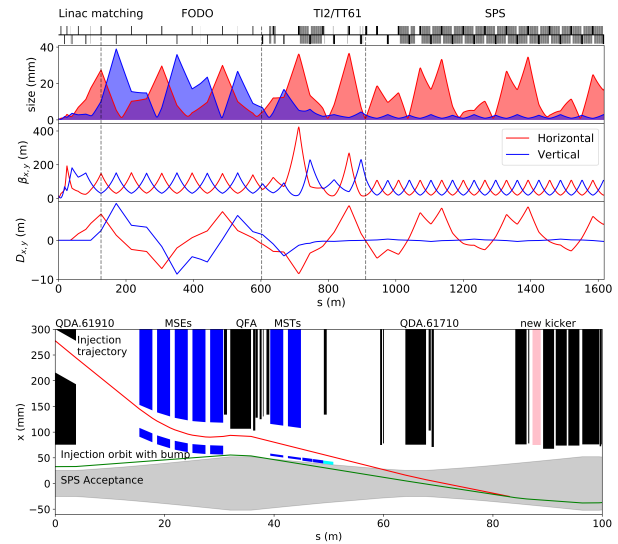 Linac matching FODO TI2/TT61 SPS
40
20
0
size (mm)
400
200
0
βx,y (m)
Horizontal
Vertical
0
−10
Dx,y (m)
0 200 400 600 800 1000 1200 1400 1600
s (m)
QDA.61910 MSEs QFA MSTs QDA.61710 new kicker
300
250
200
150
100
50
0
−50
x (mm)
Injection
trajectory
Injection orbit with bump
SPS Acceptance
0 20 40 60 80 100
s (m)